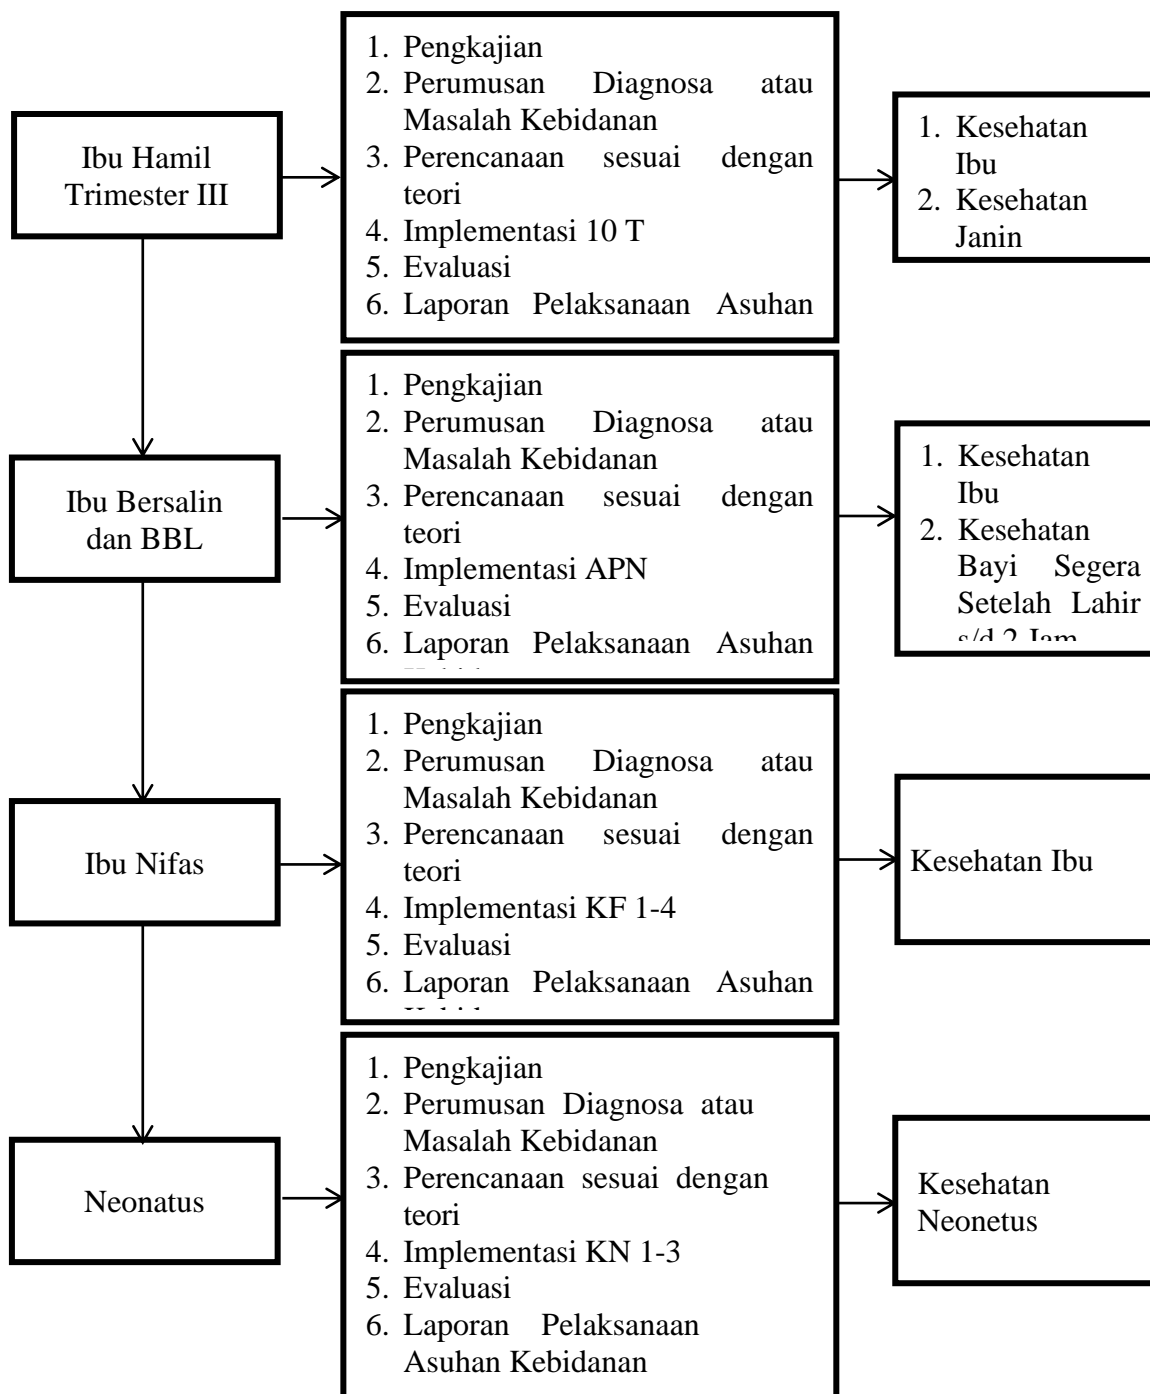 Ibu Hamil
Trimester III
1. Pengkajian
2. Perumusan Diagnosa atau
Masalah Kebidanan
3. Perencanaan sesuai dengan
teori
4. Implementasi 10 T
5. Evaluasi
6. Laporan Pelaksanaan Asuhan
1. Kesehatan
Ibu
2. Kesehatan
Janin
Ibu Bersalin
dan BBL
1. Pengkajian
2. Perumusan Diagnosa atau
Masalah Kebidanan
3. Perencanaan sesuai dengan
teori
4. Implementasi APN
5. Evaluasi
6. Laporan Pelaksanaan Asuhan
1. Kesehatan
Ibu
2. Kesehatan
Bayi Segera
Setelah Lahir
s/d 2 Jam
Ibu Nifas
1. Pengkajian
2. Perumusan Diagnosa atau
Masalah Kebidanan
3. Perencanaan sesuai dengan
teori
4. Implementasi KF 1-4
5. Evaluasi
6. Laporan Pelaksanaan Asuhan
Kesehatan Ibu
Neonatus
1. Pengkajian
2. Perumusan Diagnosa atau
Masalah Kebidanan
3. Perencanaan sesuai dengan
teori
4. Implementasi KN 1-3
5. Evaluasi
6. Laporan Pelaksanaan
Asuhan Kebidanan
Kesehatan
Neonetus